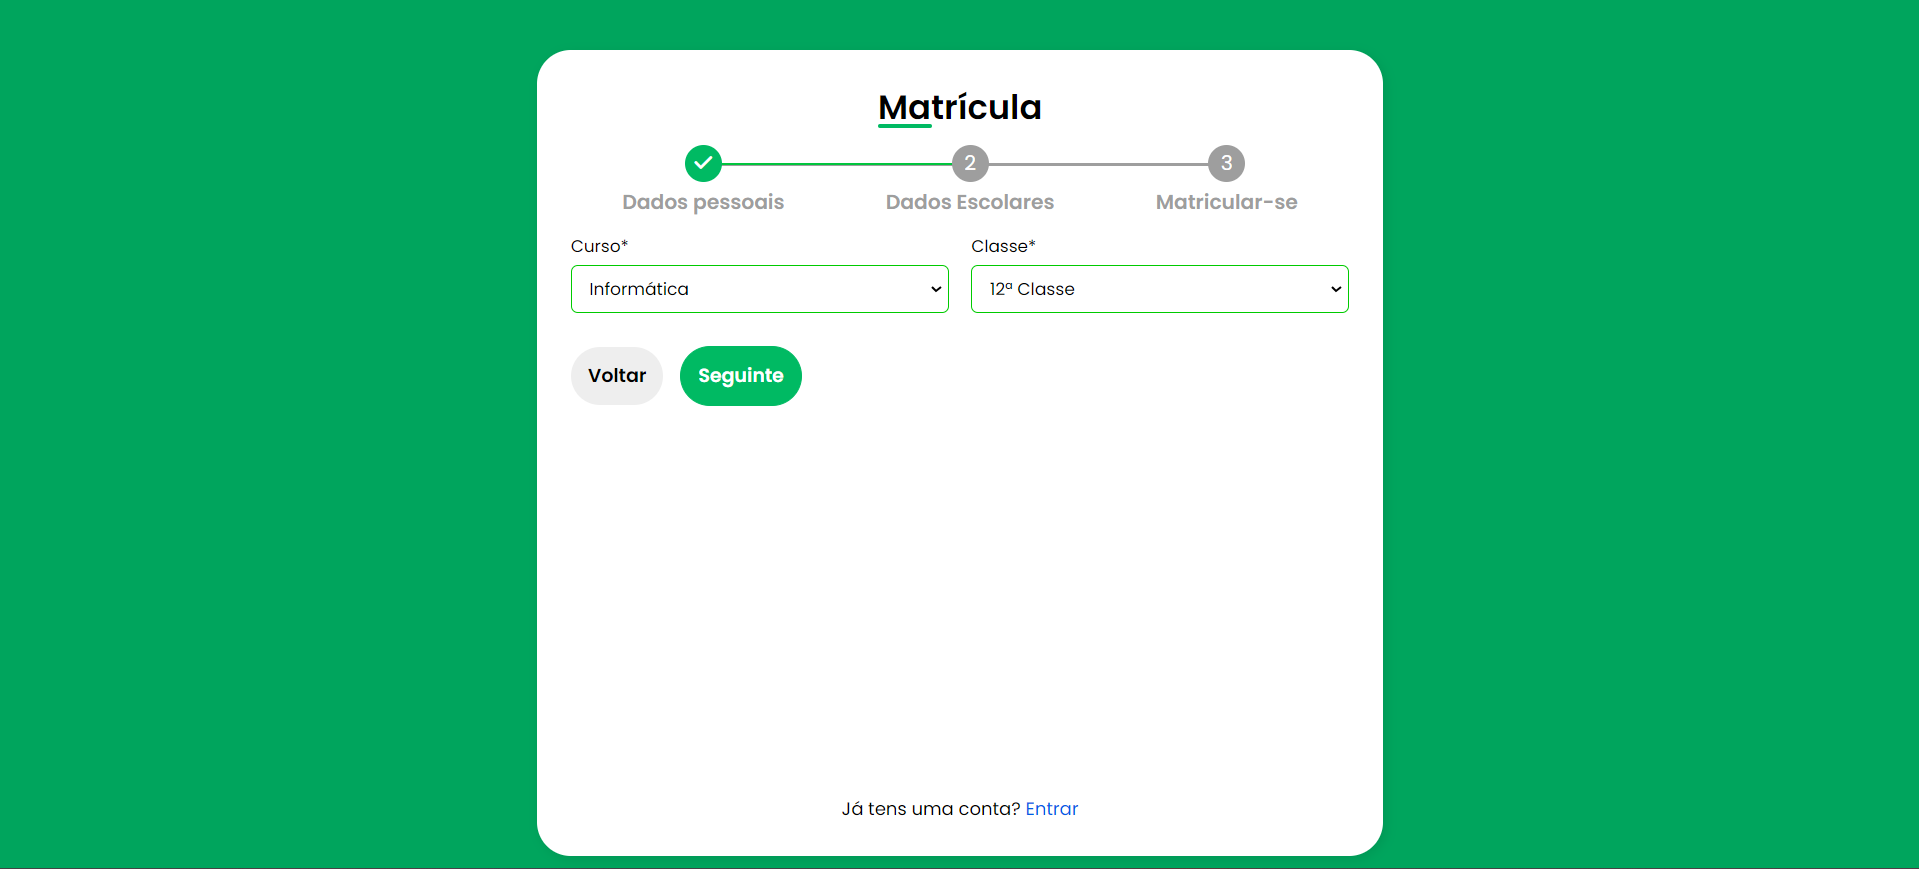 Matrícula
2 3
Dados pessoais Dados Escolares Matricular-se
Curso* Classe*
Informática 12ª Classe
Voltar Seguinte
Já tens uma conta? Entrar